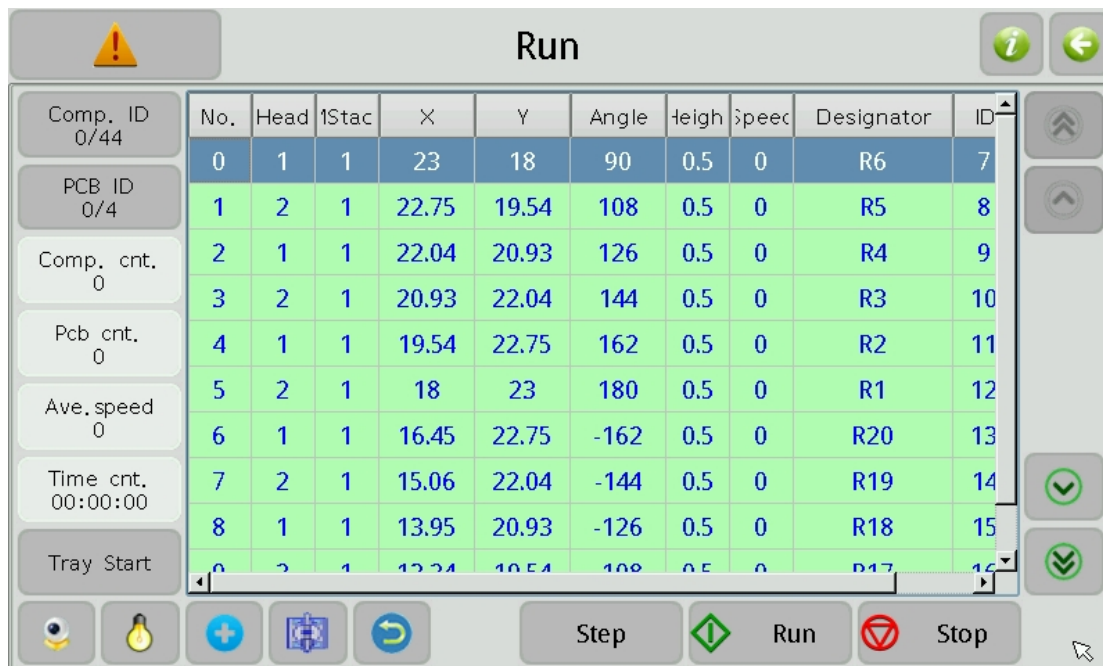 Run
Comp. ID
0/44
PCB ID
0/4
Comp. cnt.
0
Pcb cnt.
0
Ave.speed
0
Time cnt.
00:00:00
Tray Start
No. Head Stac X Y Angle Heigh Speed Designator ID
0 1 1 23 18 90 0.5 0 R6 7
1 2 1 22.75 19.54 108 0.5 0 R5 8
2 1 1 22.04 20.93 126 0.5 0 R4 9
3 2 1 20.93 22.04 144 0.5 0 R3 10
4 1 1 19.54 22.75 162 0.5 0 R2 11
5 2 1 18 23 180 0.5 0 R1 12
6 1 1 16.45 22.75 -162 0.5 0 R20 13
7 2 1 15.06 22.04 -144 0.5 0 R19 14
8 1 1 13.95 20.93 -126 0.5 0 R18 15
Step Run Stop